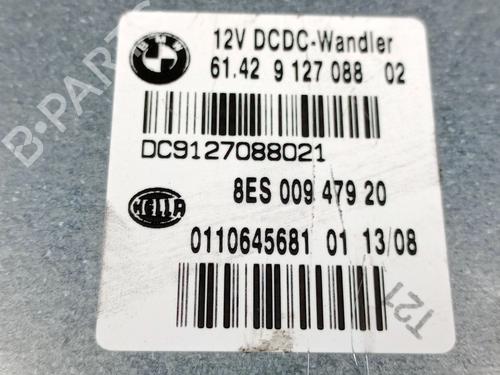 BMW
12V DCDC-Wandler
61.42 9 127 088 02
DC9127088021
8ES 009 479 20
HELLA
0110645681 01 13/08
T21
B-PARTS